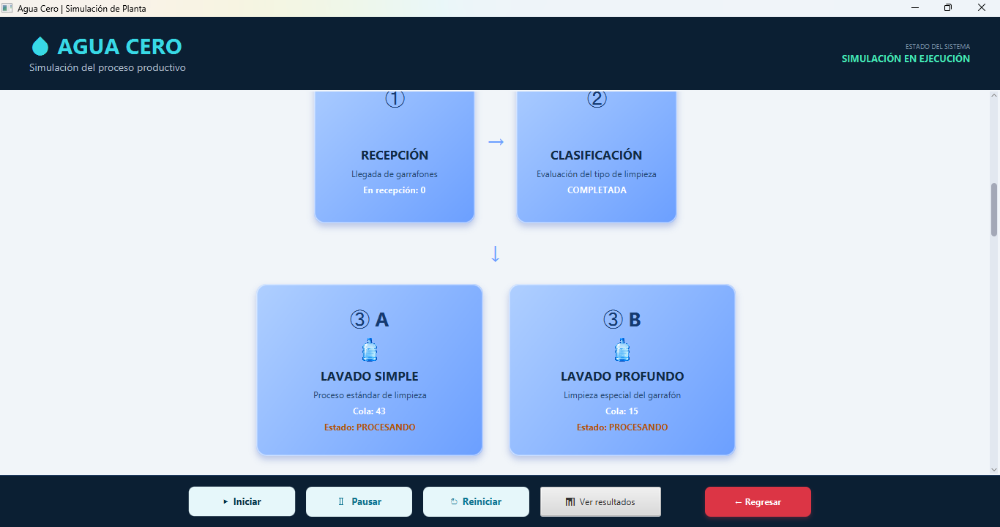 Agua Cero | Simulación de Planta
AGUA CERO
Simulación del proceso productivo
ESTADO DEL SISTEMA
SIMULACIÓN EN EJECUCIÓN
①
RECEPCIÓN
Llegada de garrafones
En recepción: 0
→
②
CLASIFICACIÓN
Evaluación del tipo de limpieza
COMPLETADA
↓
③ A
LAVADO SIMPLE
Proceso estándar de limpieza
Cola: 43
Estado: PROCESANDO
③ B
LAVADO PROFUNDO
Limpieza especial del garrafón
Cola: 15
Estado: PROCESANDO
Iniciar
Pausar
Reiniciar
Ver resultados
← Regresar